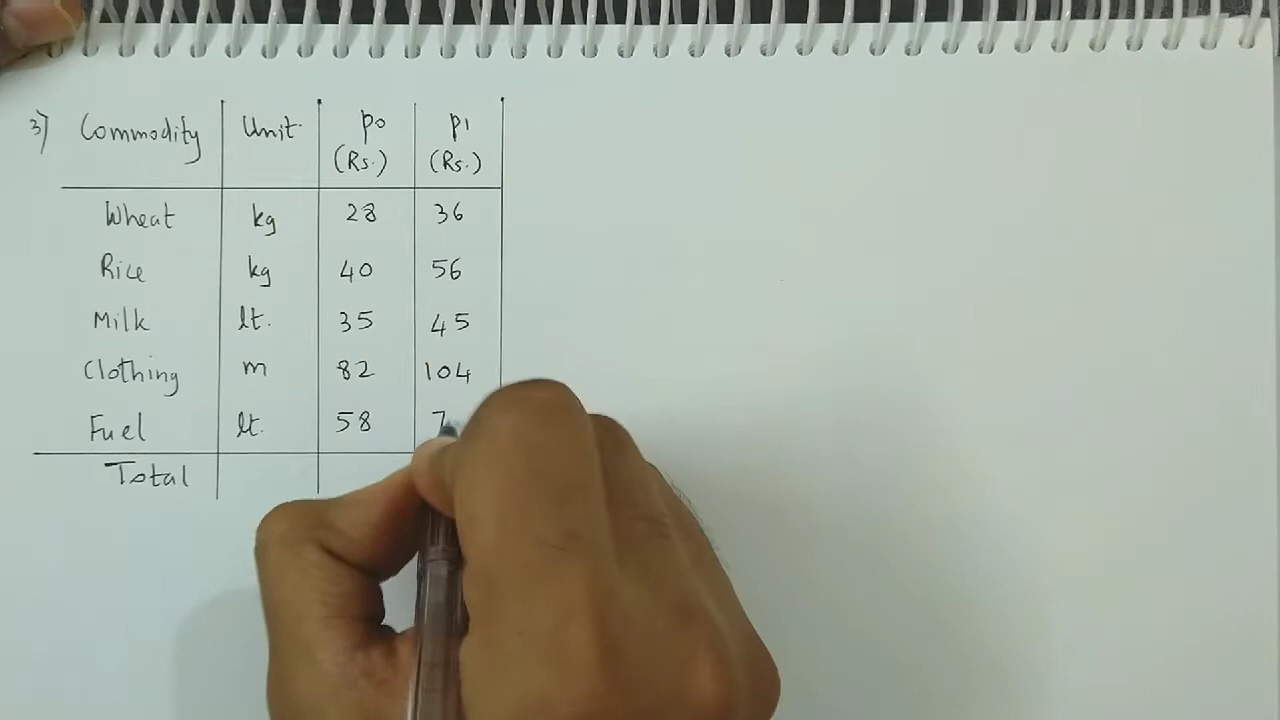 3) Commodity Unit p0 p1
(Rs.) (Rs.)
Wheat kg 28 36
Rice kg 40 56
Milk lt. 35 45
Clothing m 82 104
Fuel lt. 58 7
Total